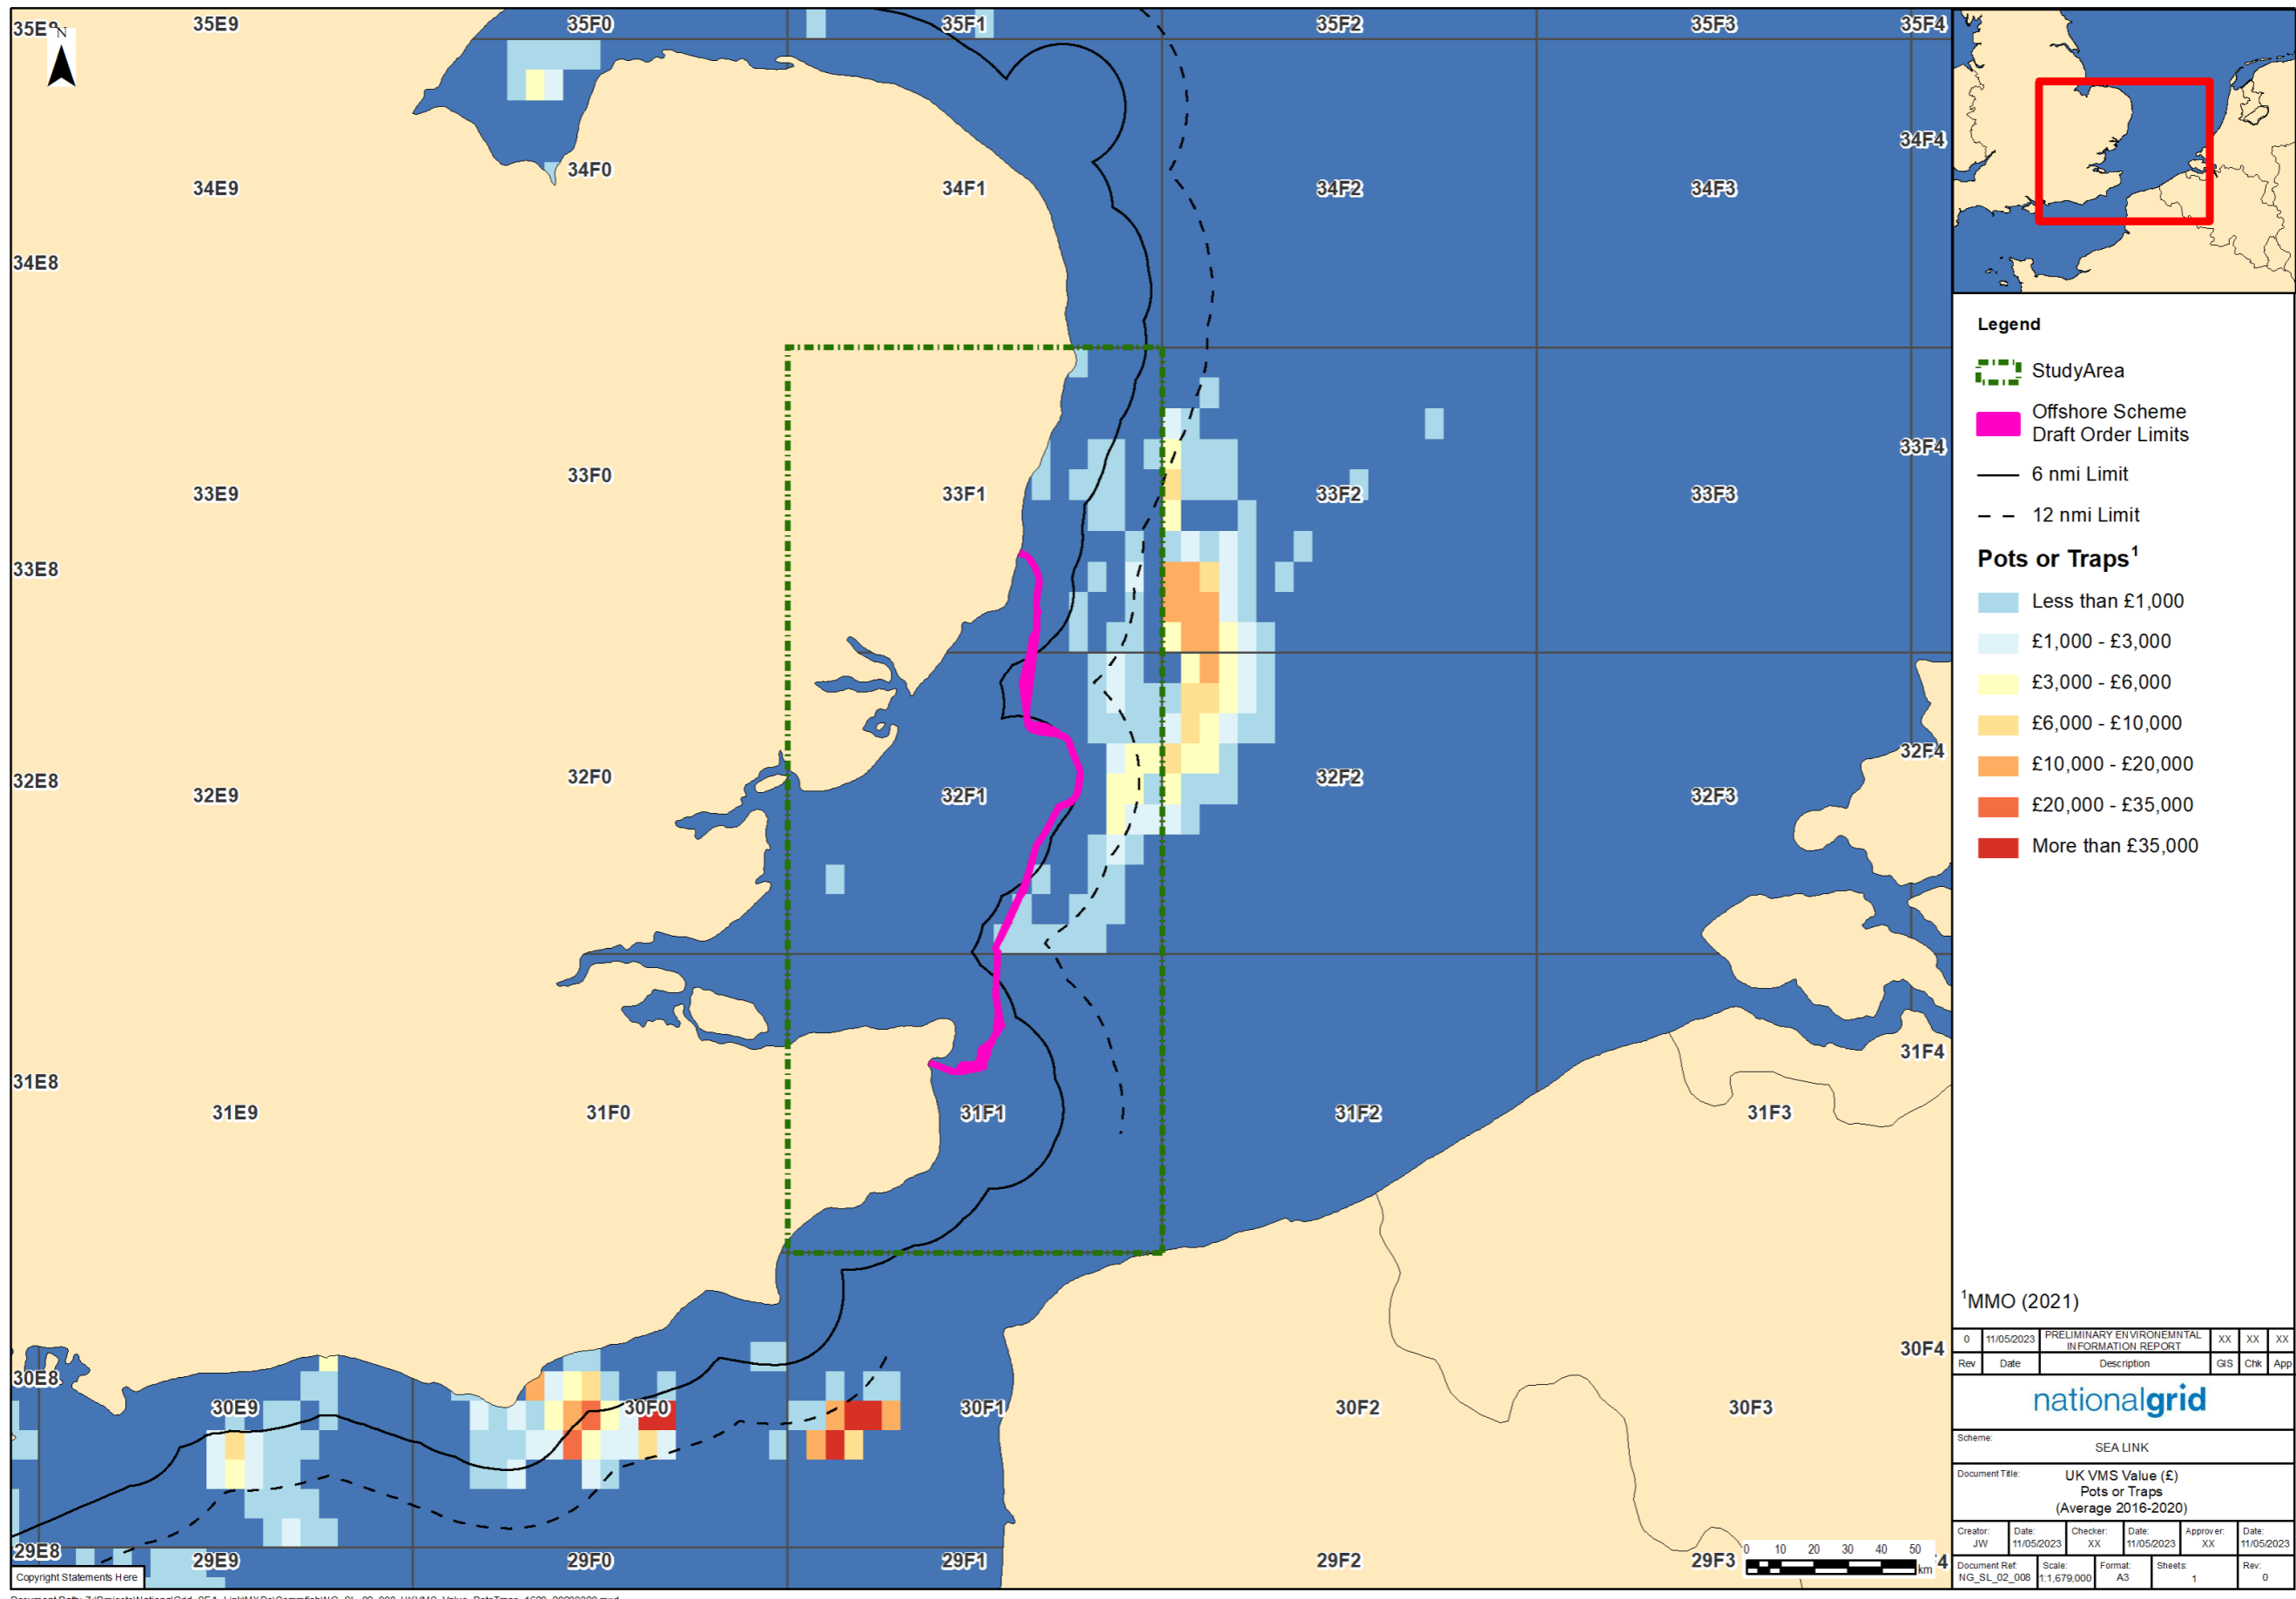 35E9 35F0 35F1 35F2 35F3 35F4
N
34F4
34E9 34F0 34F1 34F2 34F3
34E8
33F4
33E9 33F0 33F1 33F2 33F3
33E8
32F4
32E8 32E9 32F0 32F1 32F2 32F3
31F4
31E8
31E9 31F0 31F1 31F2 31F3
30F4
30E8
30E9 30F0 30F1 30F2 30F3
29E8 29E9 29F0 29F1 29F2 29F3
0 10 20 30 40 50
km
Copyright Statements Here
Legend
StudyArea
Offshore Scheme
Draft Order Limits
6 nmi Limit
12 nmi Limit
Pots or Traps1
Less than £1,000
£1,000 - £3,000
£3,000 - £6,000
£6,000 - £10,000
£10,000 - £20,000
£20,000 - £35,000
More than £35,000
1MMO (2021)
0 11/05/2023 PRELIMINARY ENVIRONEMNTAL INFORMATION REPORT XX XX XX
Rev Date Description GIS Chk App
nationalgrid
Scheme:
SEA LINK
Document Title:
UK VMS Value (£)
Pots or Traps
(Average 2016-2020)
Creator: Date: Checker: Date: Approver: Date:
JW 11/05/2023 XX 11/05/2023 XX 11/05/2023
Document Ref: Scale: Format: Sheets: Rev:
NG_SL_02_008 1:1,679,000 A3 1 0